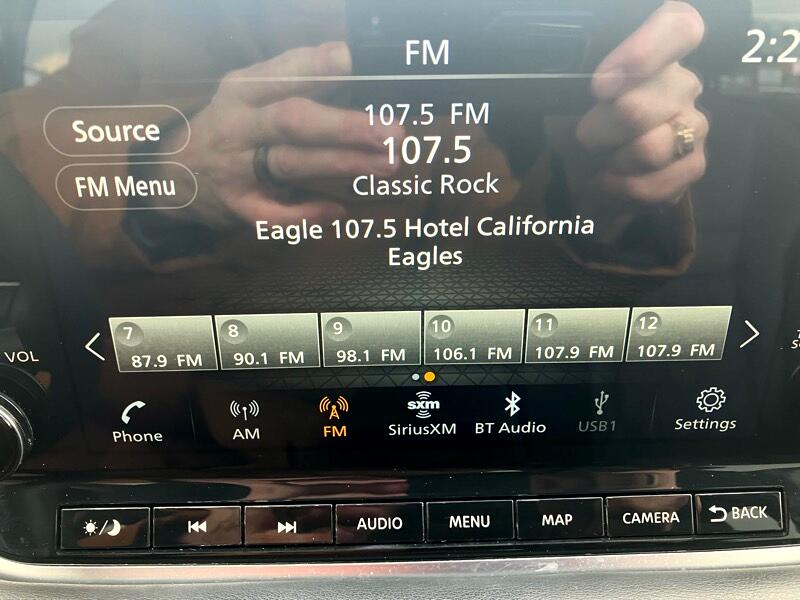 FM
2:2
Source
FM Menu
107.5 FM
107.5
Classic Rock
Eagle 107.5 Hotel California
Eagles
7
87.9 FM
8
90.1 FM
9
98.1 FM
10
106.1 FM
11
107.9 FM
12
107.9 FM
VOL
Phone
AM
FM
sxm
SiriusXM
BT Audio
USB1
Settings
AUDIO
MENU
MAP
CAMERA
BACK